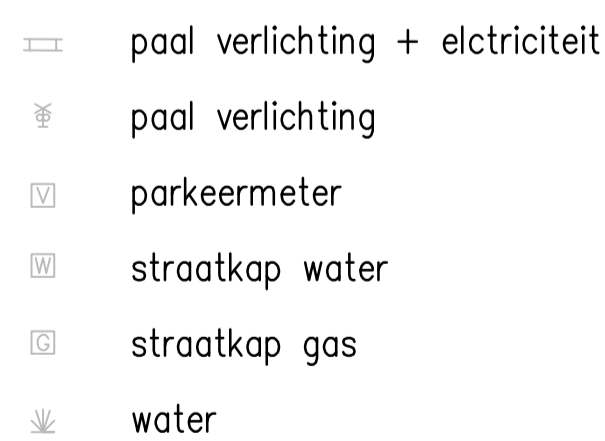 paal verlichting + elctriciteit
paal verlichting
V parkeermeter
W straatkap water
G straatkap gas
water